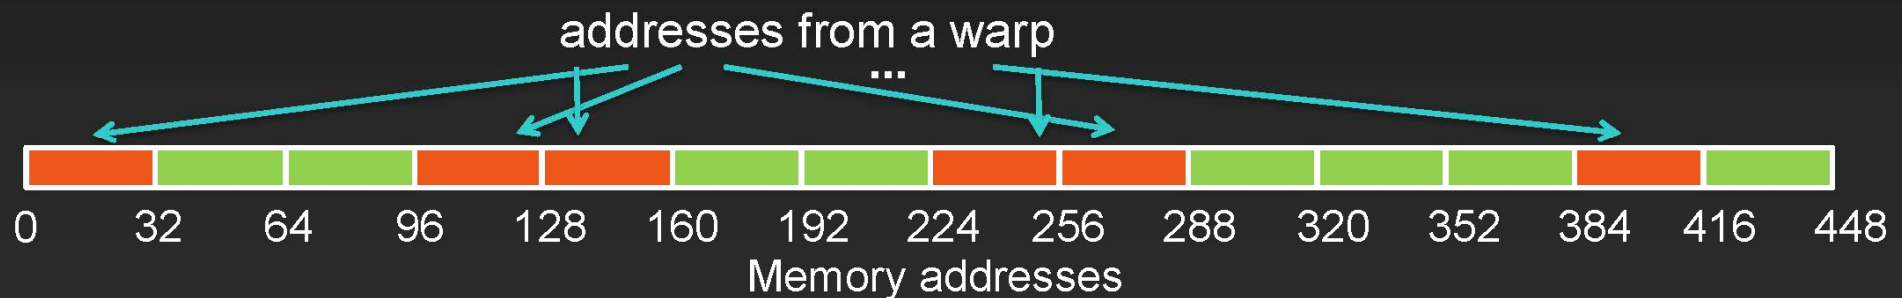 addresses from a warp
...
0 32 64 96 128 160 192 224 256 288 320 352 384 416 448
Memory addresses